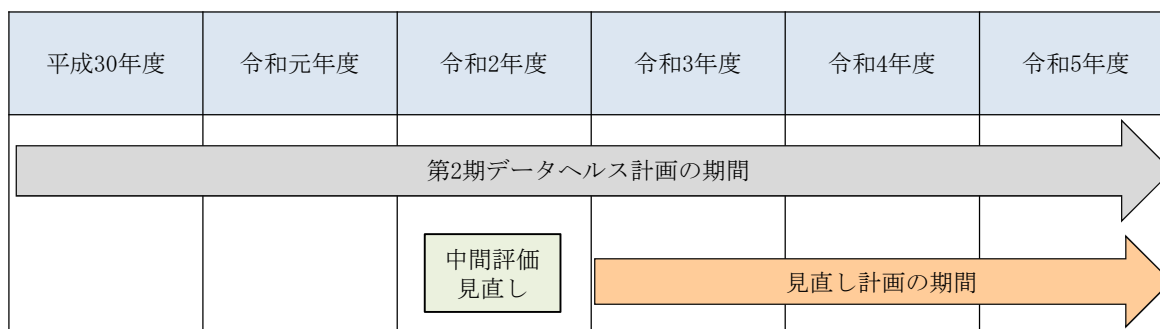 平成30年度
令和元年度
令和2年度
令和3年度
令和4年度
令和5年度
第2期データヘルス計画の期間
中間評価
見直し
見直し計画の期間